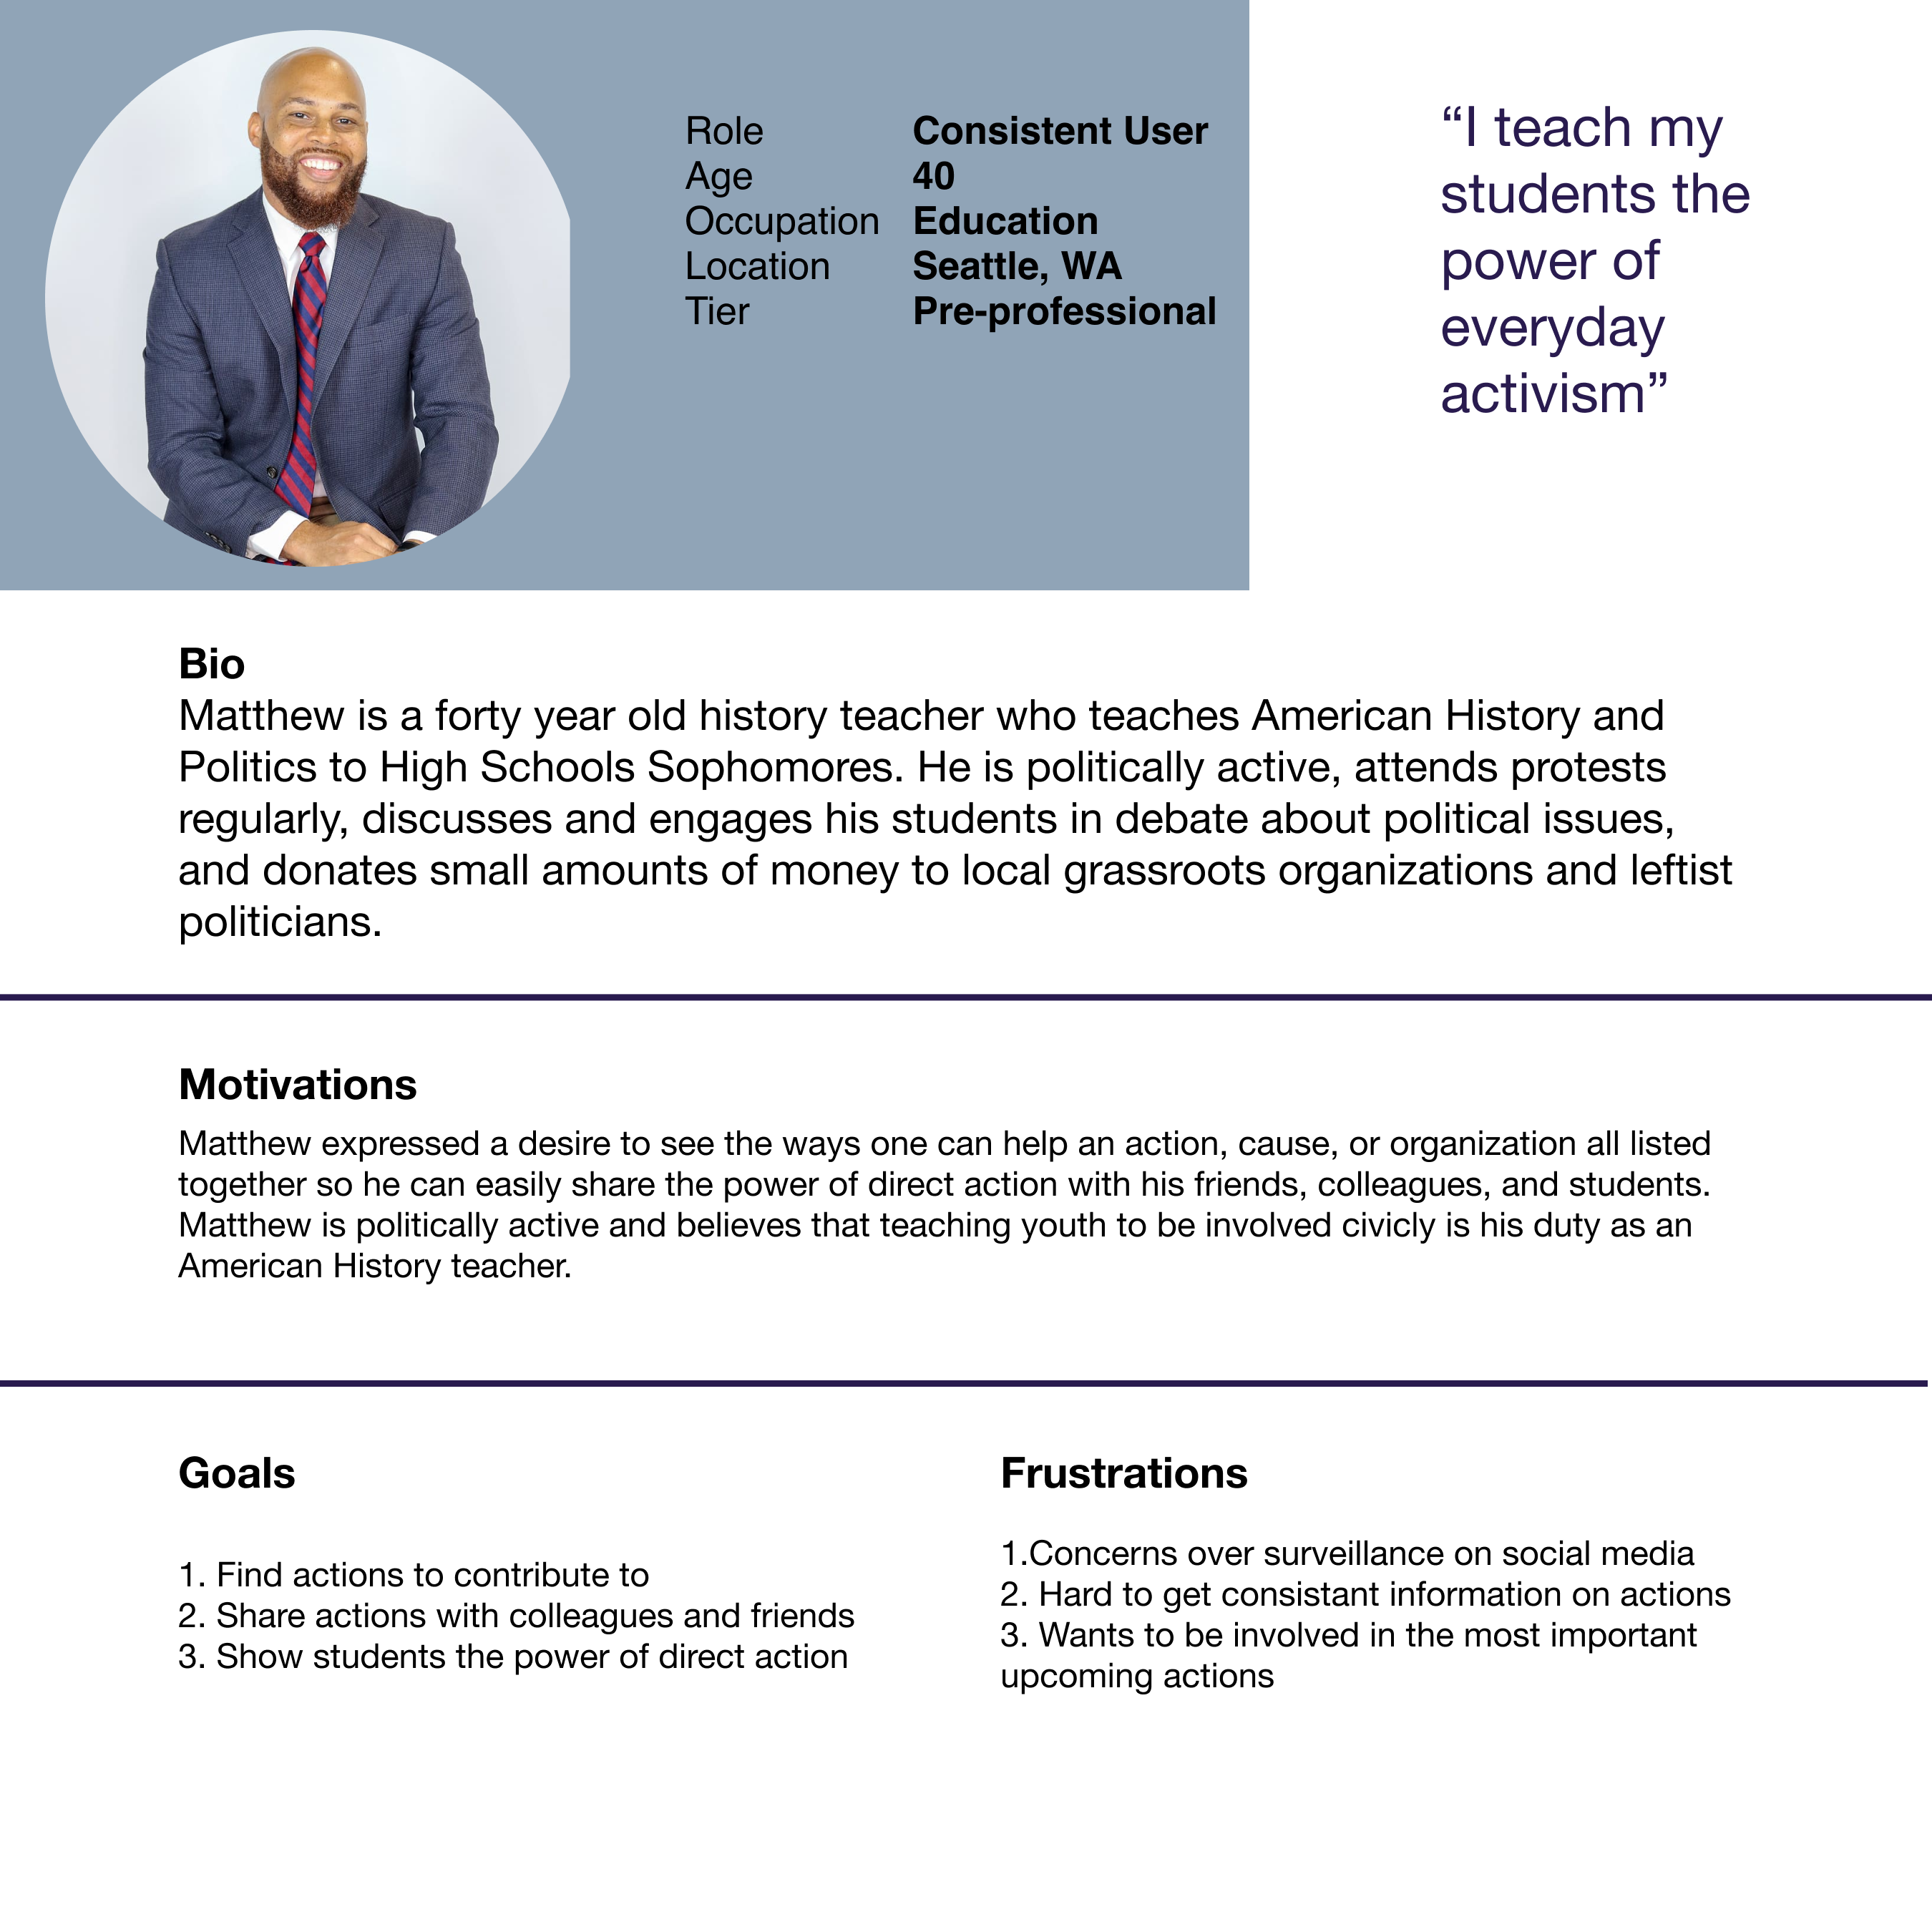 Role Consistent User
Age 40
Occupation Education
Location Seattle, WA
Tier Pre-professional
“I teach my
students the
power of
everyday
activism”
Bio
Matthew is a forty year old history teacher who teaches American History and
Politics to High Schools Sophomores. He is politically active, attends protests
regularly, discusses and engages his students in debate about political issues,
and donates small amounts of money to local grassroots organizations and leftist
politicians.
Motivations
Matthew expressed a desire to see the ways one can help an action, cause, or organization all listed
together so he can easily share the power of direct action with his friends, colleagues, and students.
Matthew is politically active and believes that teaching youth to be involved civicly is his duty as an
American History teacher.
Goals
1. Find actions to contribute to
2. Share actions with colleagues and friends
3. Show students the power of direct action
Frustrations
1.Concerns over surveillance on social media
2. Hard to get consistant information on actions
3. Wants to be involved in the most important
upcoming actions